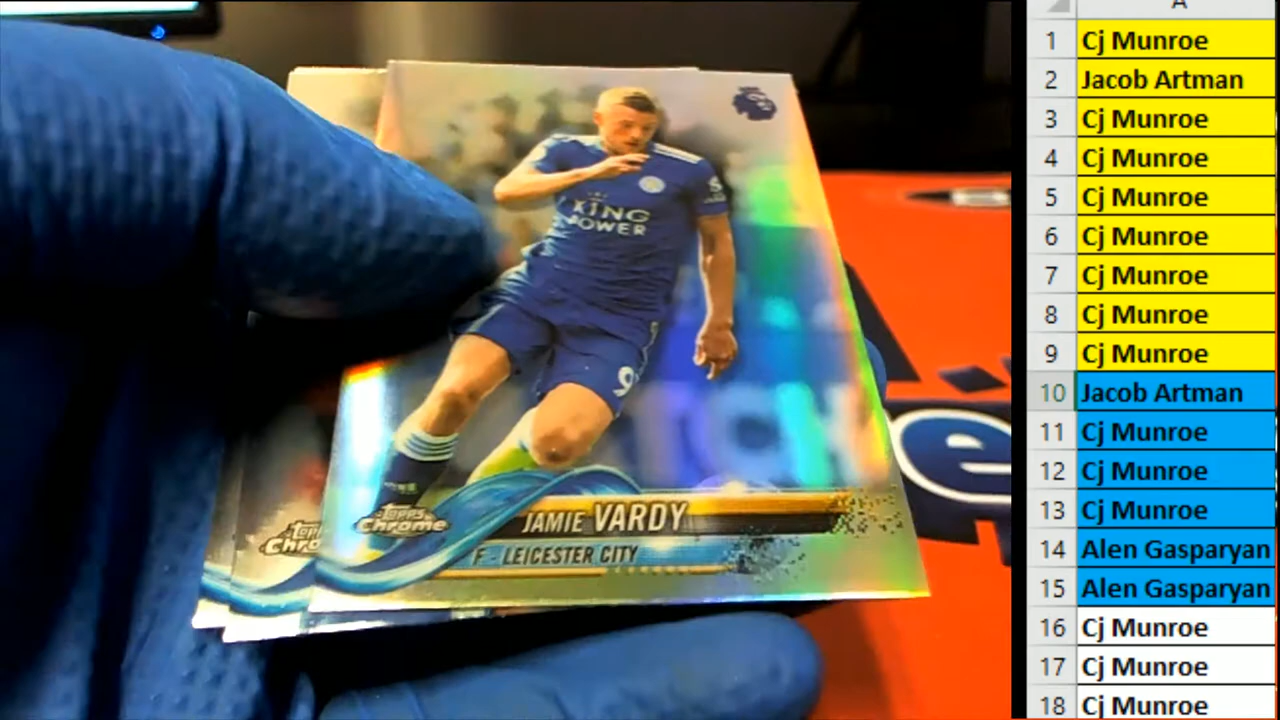 KING
POWER
9
TOPPS
Chrome
JAMIE VARDY
F - LEICESTER CITY
A
1 Cj Munroe
2 Jacob Artman
3 Cj Munroe
4 Cj Munroe
5 Cj Munroe
6 Cj Munroe
7 Cj Munroe
8 Cj Munroe
9 Cj Munroe
10 Jacob Artman
11 Cj Munroe
12 Cj Munroe
13 Cj Munroe
14 Alen Gasparyan
15 Alen Gasparyan
16 Cj Munroe
17 Cj Munroe
18 Cj Munroe